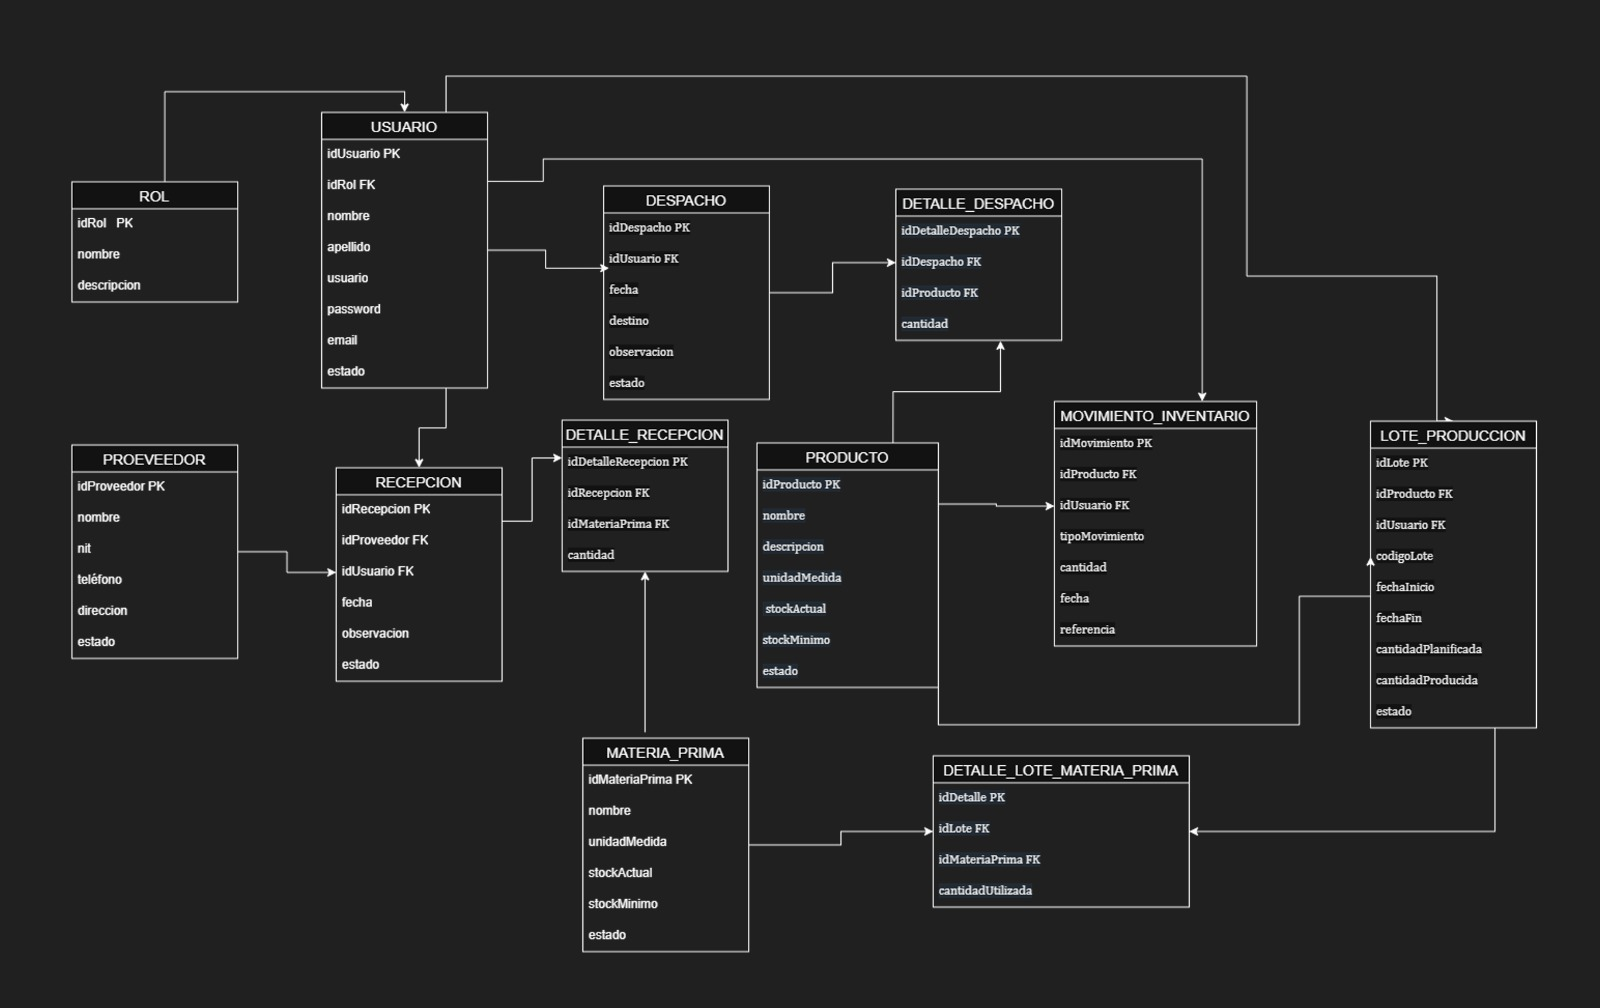 USUARIO
idUsuario PK
idRol FK
nombre
apellido
usuario
password
email
estado
ROL
idRol PK
nombre
descripcion
DESPACHO
idDespacho PK
idUsuario FK
fecha
destino
observacion
estado
DETALLE_DESPACHO
idDetalleDespacho PK
idDespacho FK
idProducto FK
cantidad
PROEVEEDOR
idProveedor PK
nombre
nit
teléfono
direccion
estado
RECEPCION
idRecepcion PK
idProveedor FK
idUsuario FK
fecha
observacion
estado
DETALLE_RECEPCION
idDetalleRecepcion PK
idRecepcion FK
idMateriaPrima FK
cantidad
PRODUCTO
idProducto PK
nombre
descripcion
unidadMedida
stockActual
stockMinimo
estado
MOVIMIENTO_INVENTARIO
idMovimiento PK
idProducto FK
idUsuario FK
tipoMovimiento
cantidad
fecha
referencia
LOTE_PRODUCCION
idLote PK
idProducto FK
idUsuario FK
codigoLote
fechaInicio
fechaFin
cantidadPlanificada
cantidadProducida
estado
MATERIA_PRIMA
idMateriaPrima PK
nombre
unidadMedida
stockActual
stockMinimo
estado
DETALLE_LOTE_MATERIA_PRIMA
idDetalle PK
idLote FK
idMateriaPrima FK
cantidadUtilizada